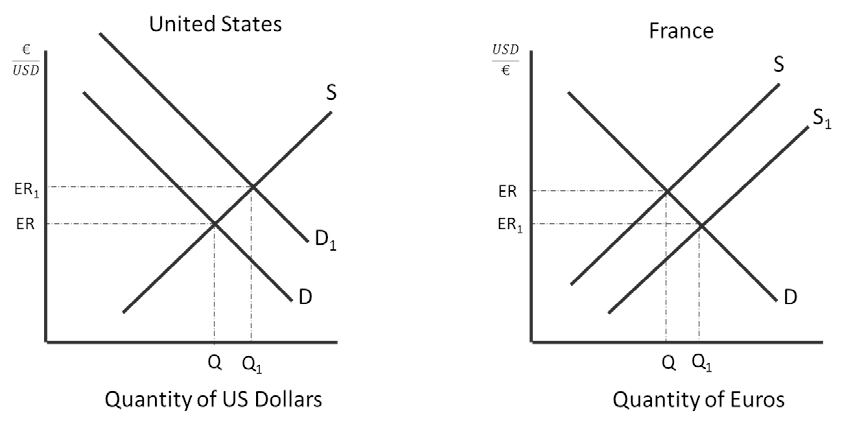 United States
€
USD
S
ER₁
ER
D₁
D
Q Q₁
Quantity of US Dollars
France
USD
€
S
S₁
ER
ER₁
D
Q Q₁
Quantity of Euros